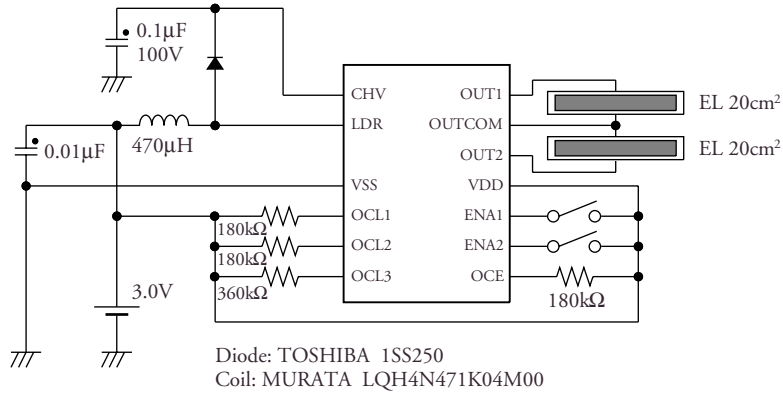 0.1µF
100V
CHV
OUT1
EL 20cm²
LDR
OUTCOM
0.01µF
470µH
OUT2
EL 20cm²
VSS
VDD
OCL1
ENA1
180kΩ
OCL2
ENA2
180kΩ
OCL3
OCE
360kΩ
3.0V
180kΩ
Diode: TOSHIBA 1SS250
Coil: MURATA LQH4N471K04M00